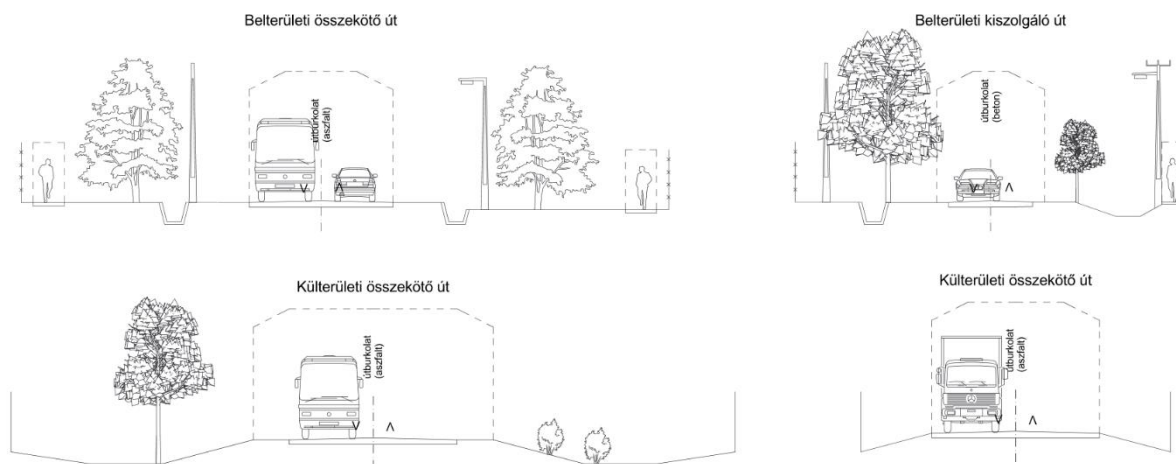 Belterületi összekötő út
útburkolat
(aszfalt)
Belterületi kiszolgáló út
útburkolat
(beton)
Külterületi összekötő út
útburkolat
(aszfalt)
Külterületi összekötő út
útburkolat
(aszfalt)